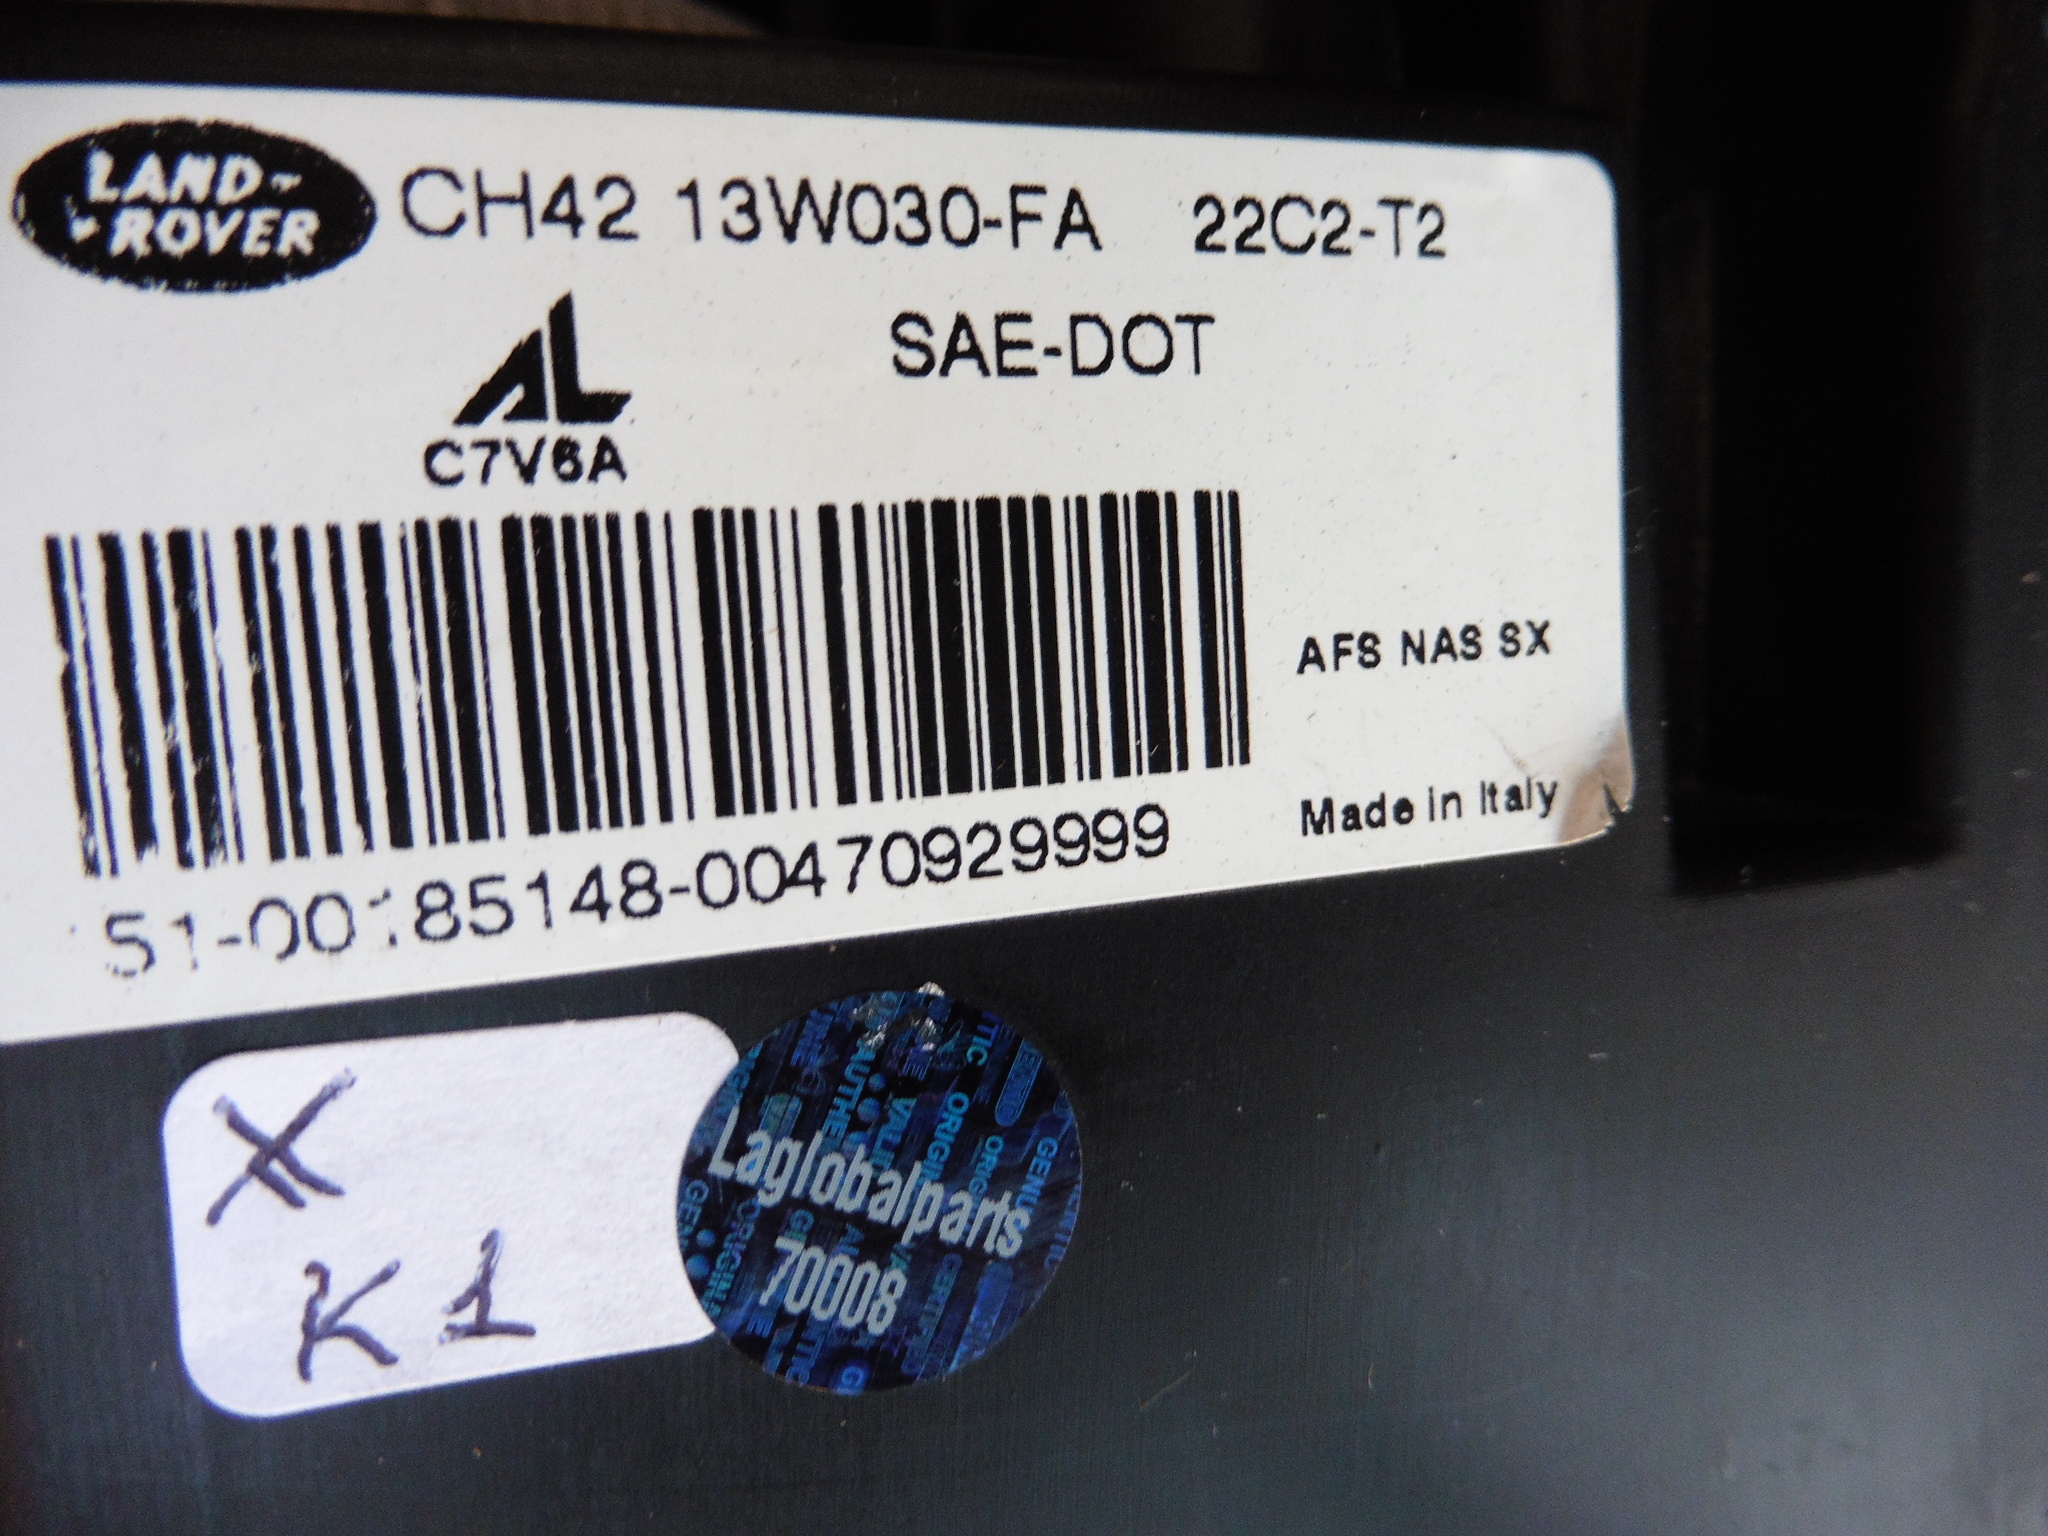 LAND-
ROVER
CH42 13W030-FA 22C2-T2
AL
SAE-DOT
C7V6A
AFS NAS SX
Made in Italy
51-00185148-00470929999
X
K1
Laglobalparts
70008